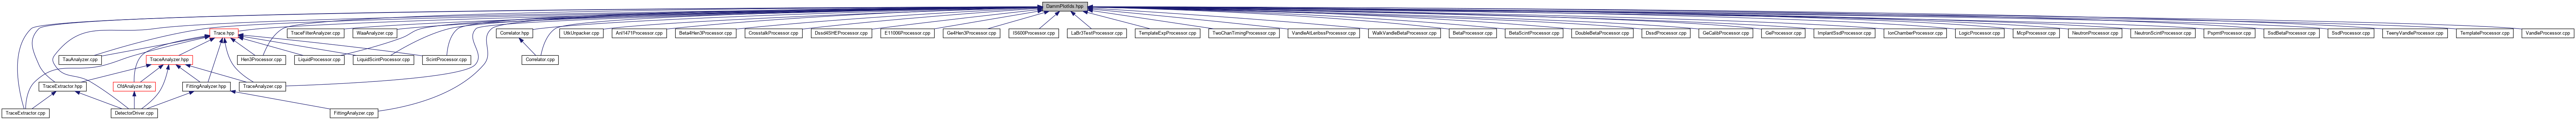 DammPlotIds.hpp
Trace.hpp
TraceFilterAnalyzer.cpp
WaaAnalyzer.cpp
Correlator.hpp
UtkUnpacker.cpp
Anl1471Processor.cpp
Beta4Hen3Processor.cpp
CrosstalkProcessor.cpp
Dssd4SHEProcessor.cpp
E11006Processor.cpp
Ge4Hen3Processor.cpp
IS600Processor.cpp
LaBr3TestProcessor.cpp
TemplateExpProcessor.cpp
TwoChanTimingProcessor.cpp
VandleAtLeribssProcessor.cpp
WalkVandleBetaProcessor.cpp
BetaProcessor.cpp
BetaScintProcessor.cpp
DoubleBetaProcessor.cpp
DssdProcessor.cpp
GeCalibProcessor.cpp
GeProcessor.cpp
ImplantSsdProcessor.cpp
IonChamberProcessor.cpp
LogicProcessor.cpp
McpProcessor.cpp
NeutronProcessor.cpp
NeutronScintProcessor.cpp
PspmtProcessor.cpp
SsdBetaProcessor.cpp
SsdProcessor.cpp
TeenyVandleProcessor.cpp
TemplateProcessor.cpp
VandleProcessor.cpp
TauAnalyzer.cpp
TraceAnalyzer.hpp
Hen3Processor.cpp
LiquidProcessor.cpp
LiquidScintProcessor.cpp
ScintProcessor.cpp
Correlator.cpp
TraceExtractor.hpp
CfdAnalyzer.hpp
FittingAnalyzer.hpp
TraceAnalyzer.cpp
TraceExtractor.cpp
DetectorDriver.cpp
FittingAnalyzer.cpp